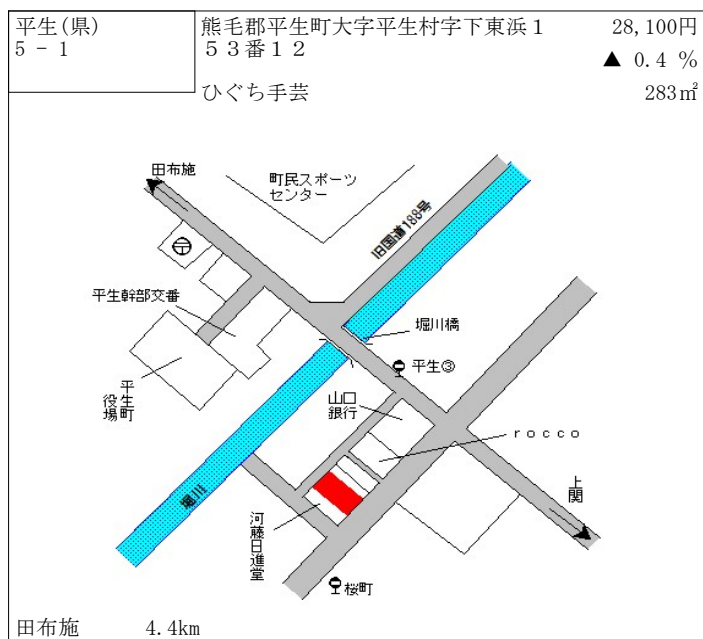 平生(県)
5 - 1
熊毛郡平生町大字平生村字下東浜1
53番12
ひぐち手芸
28,100円
▲ 0.4 %
283㎡
田布施
町民スポーツ
センター
旧国道188号
平生幹部交番
堀川橋
平生③
平生町
役場
山口
銀行
rocco
上関
堀川
河藤日進堂
桜町
田布施 4.4km